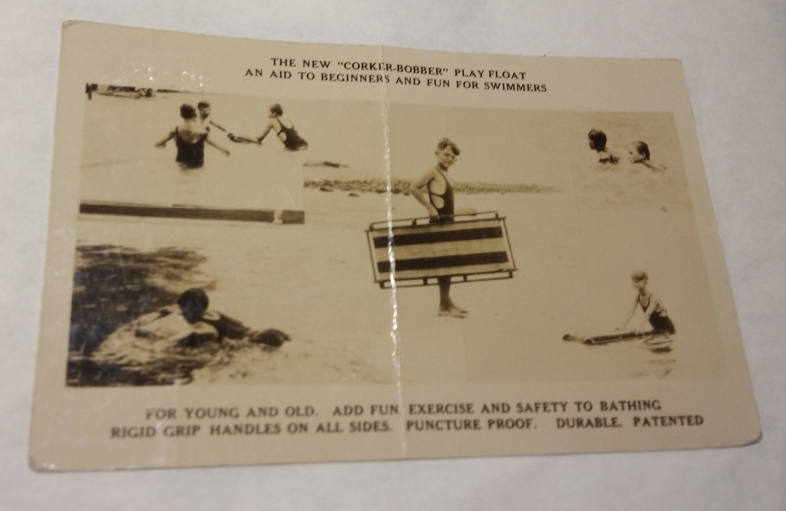 THE NEW "CORKER-BOBBER" PLAY FLOAT
AN AID TO BEGINNERS AND FUN FOR SWIMMERS
FOR YOUNG AND OLD. ADD FUN, EXERCISE AND SAFETY TO BATHING
RIGID GRIP HANDLES ON ALL SIDES. PUNCTURE PROOF. DURABLE. PATENTED